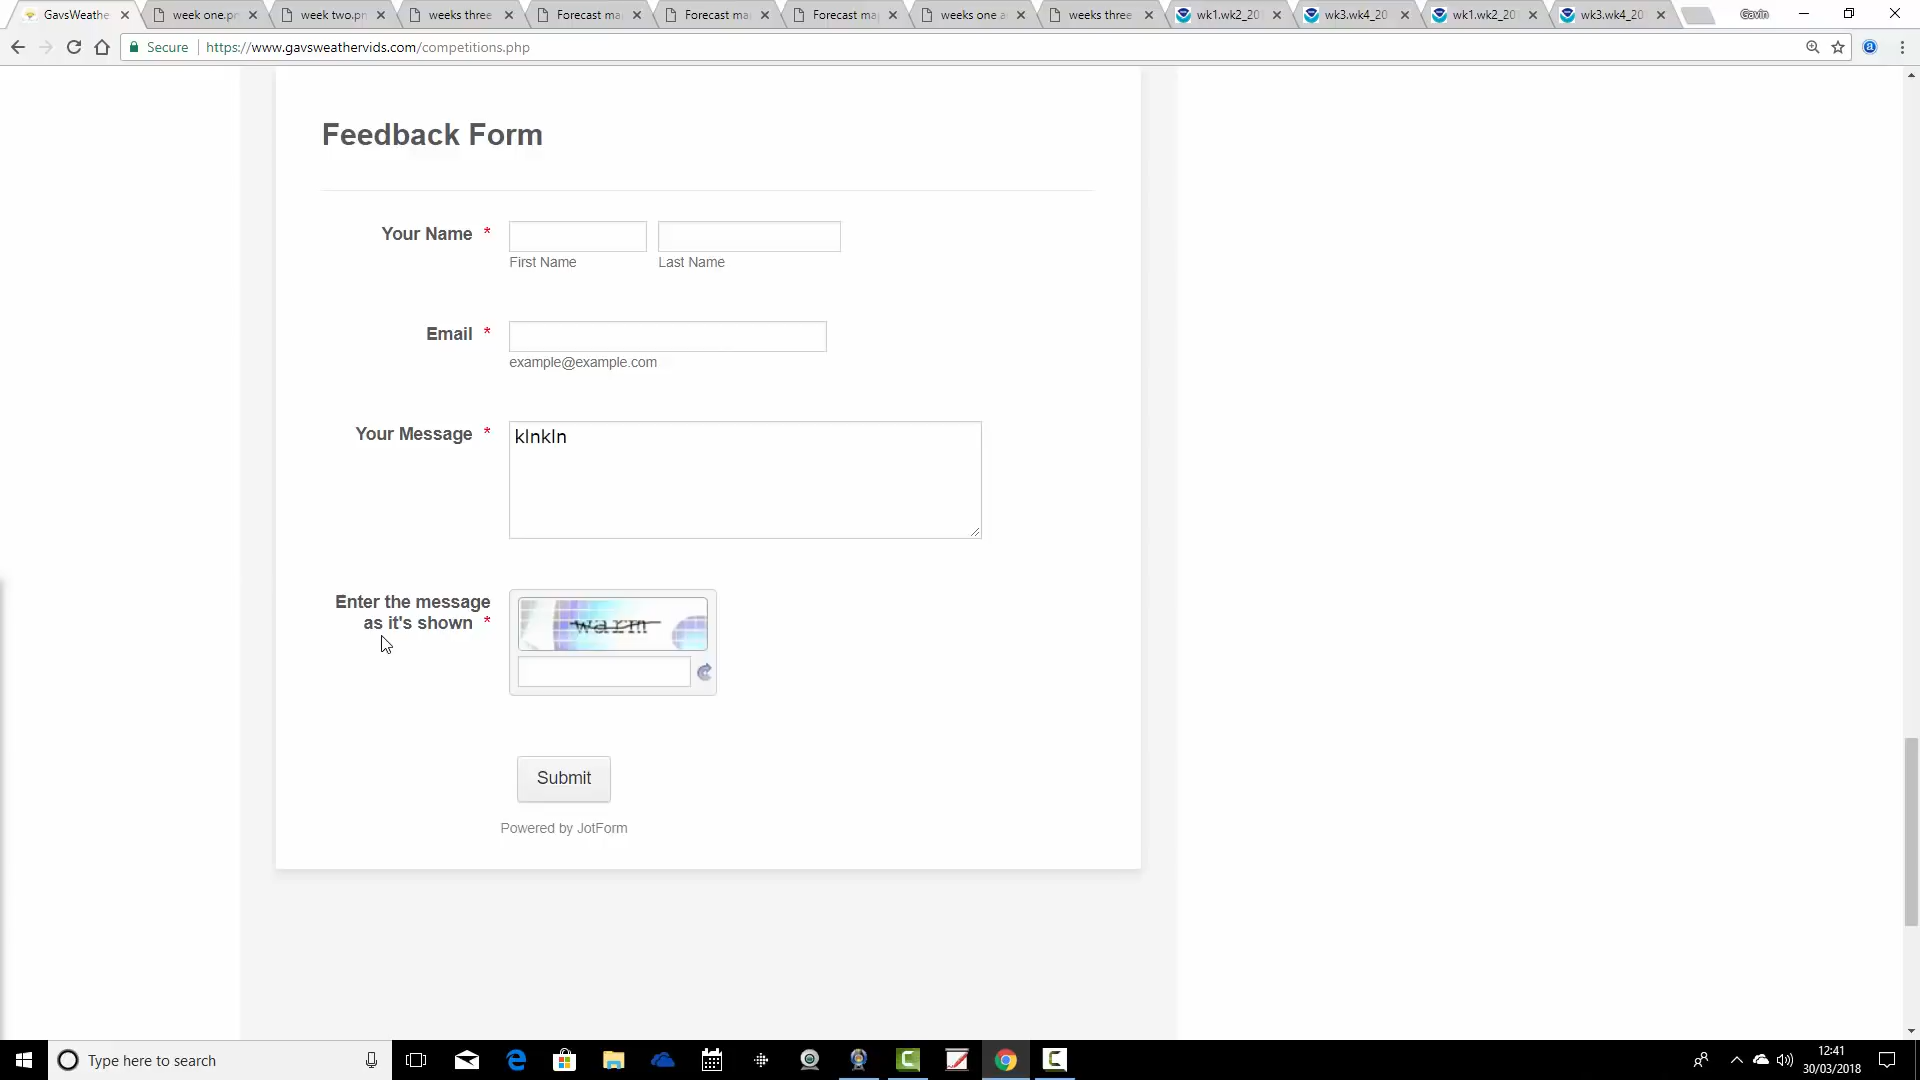 GavsWeathe
week one.pr
week two.pn
weeks three
Forecast ma
Forecast ma
Forecast ma
weeks one a
weeks three
wk1.wk2_20
wk3.wk4_20
wk1.wk2_20
wk3.wk4_20
Gavin
Secure
https://www.gavsweathervids.com/competitions.php
Feedback Form
Your Name *
First Name
Last Name
Email *
example@example.com
Your Message *
klnkln
Enter the message
as it's shown *
warm
Submit
Powered by JotForm
Type here to search
12:41
30/03/2018